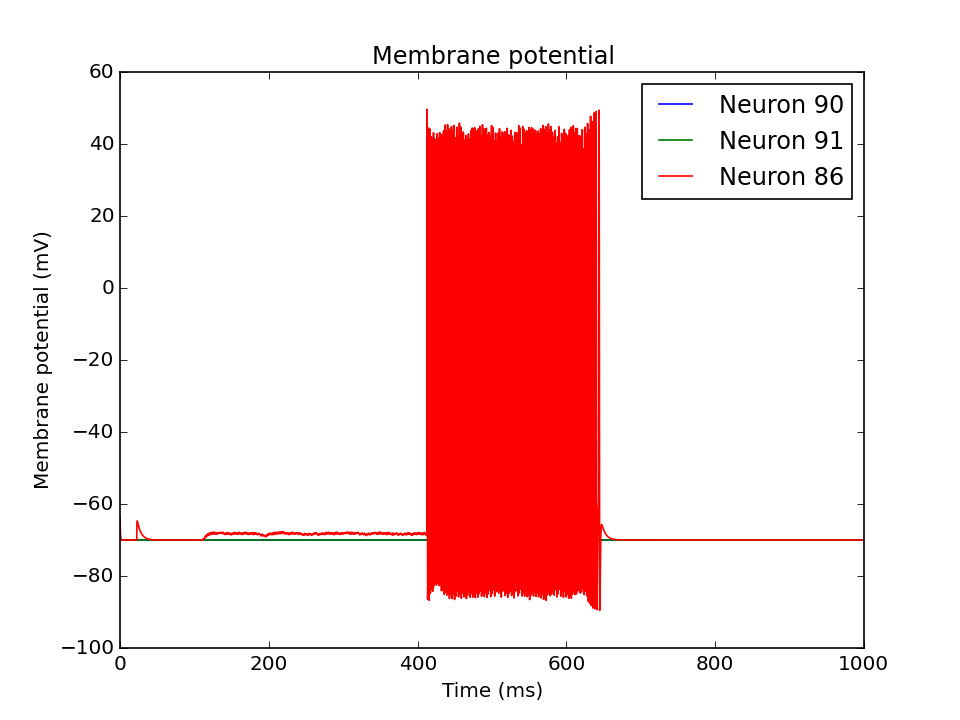 Membrane potential
Neuron 90
Neuron 91
Neuron 86
Membrane potential (mV)
60
40
20
0
−20
−40
−60
−80
−100
0 200 400 600 800 1000
Time (ms)